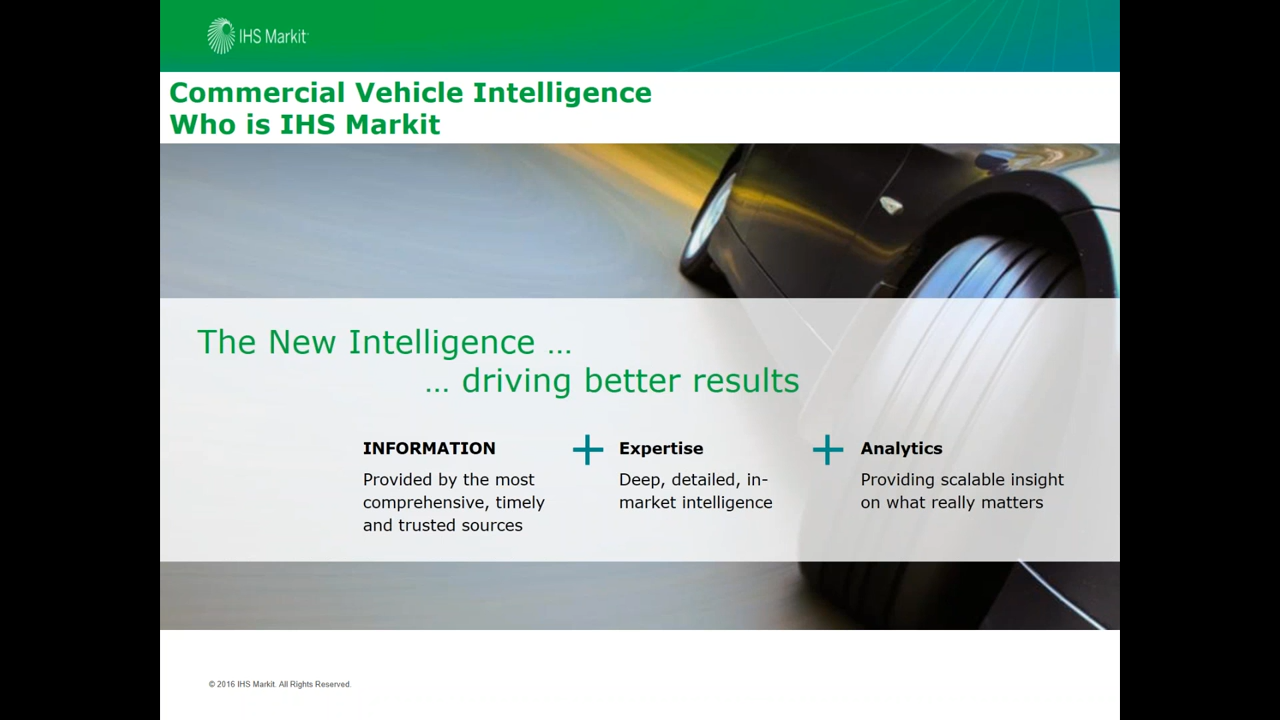 IHS Markit
Commercial Vehicle Intelligence
Who is IHS Markit
The New Intelligence ...
... driving better results
INFORMATION
Provided by the most
comprehensive, timely
and trusted sources
+
Expertise
Deep, detailed, in-
market intelligence
+
Analytics
Providing scalable insight
on what really matters
© 2016 IHS Markit. All Rights Reserved.